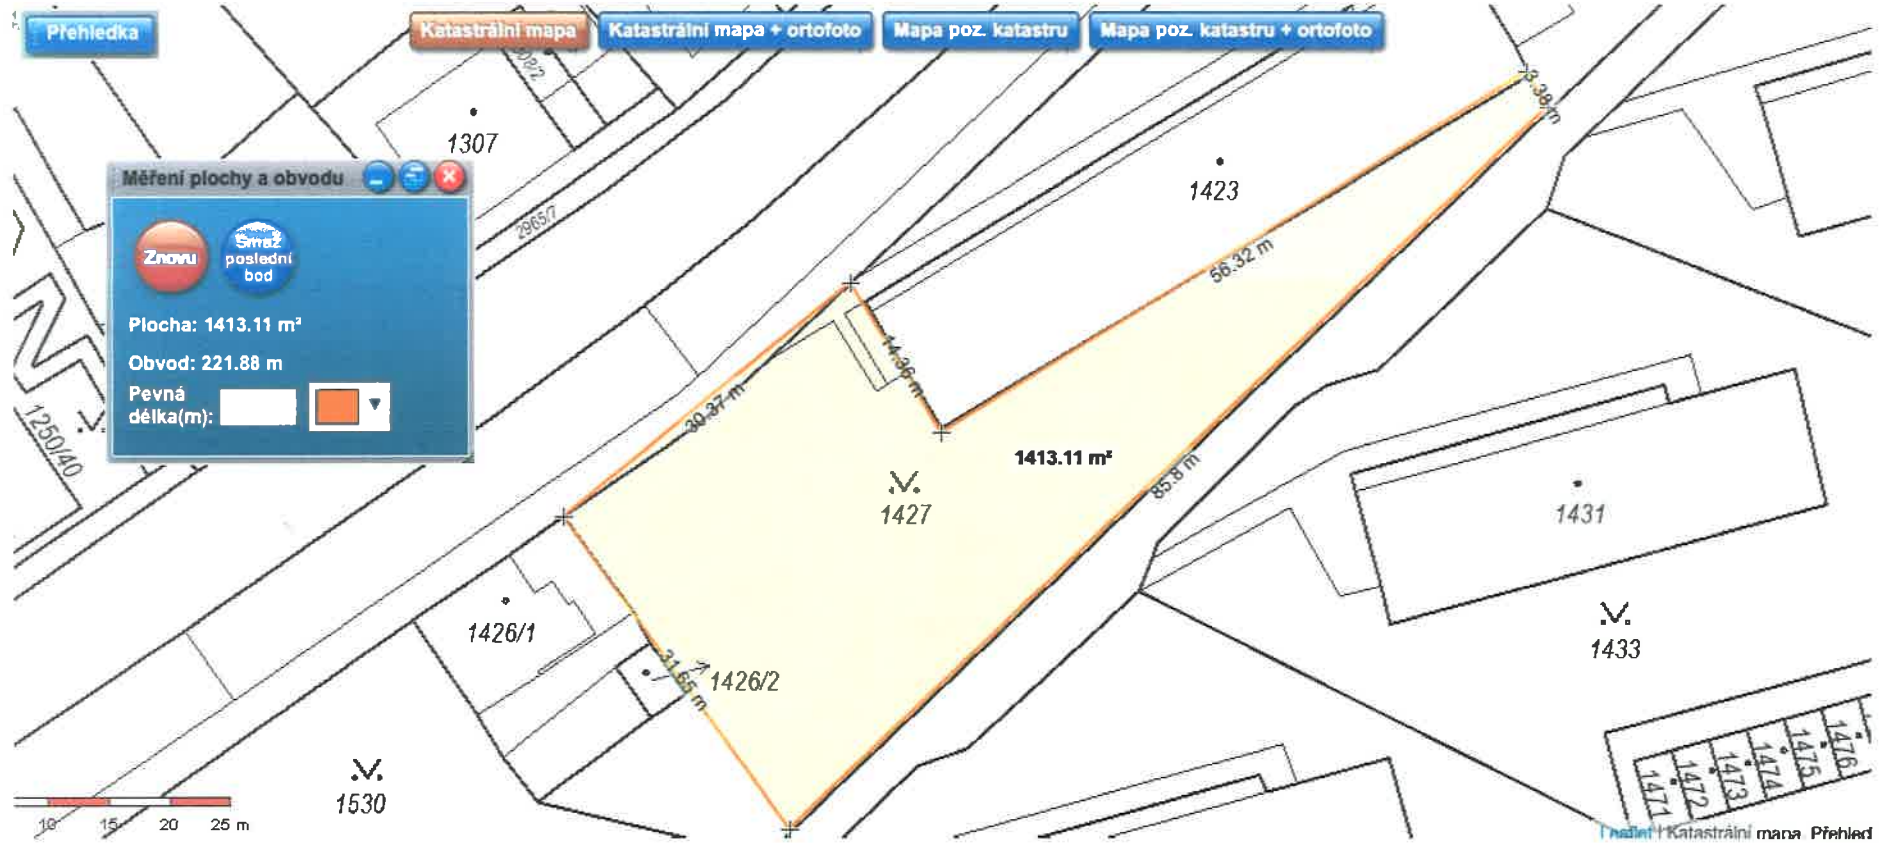 Přehledka
Katastrální mapa
Katastrální mapa + ortofoto
Mapa poz. katastru
Mapa poz. katastru + ortofoto
3.38 m
1307
1423
Měření plochy a obvodu
2965/7
Znovu
Smaž
poslední
bod
56.32 m
Plocha: 1413.11 m²
Obvod: 221.88 m
Pevná
délka(m):
14.36 m
30.37 m
1250/40
1413.11 m²
85.8 m
1427
1431
1426/1
1433
31.65 m
1426/2
1530
1471
1472
1473
1474
1475
1476
10 15 20 25 m
Leaflet | Katastrální mapa Přehled